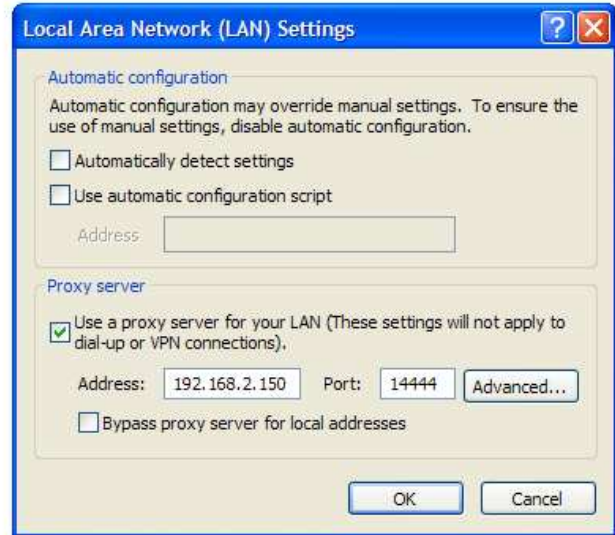 Local Area Network (LAN) Settings
Automatic configuration
Automatic configuration may override manual settings. To ensure the
use of manual settings, disable automatic configuration.
Automatically detect settings
Use automatic configuration script
Address
Proxy server
Use a proxy server for your LAN (These settings will not apply to
dial-up or VPN connections).
Address: 192.168.2.150 Port: 14444 Advanced...
Bypass proxy server for local addresses
OK Cancel